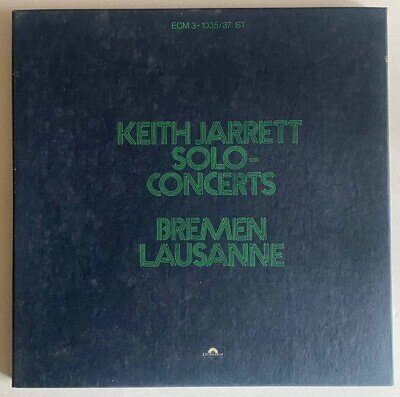 ECM 3-1035/37 ST
KEITH JARRETT
SOLO-
CONCERTS
BREMEN
LAUSANNE